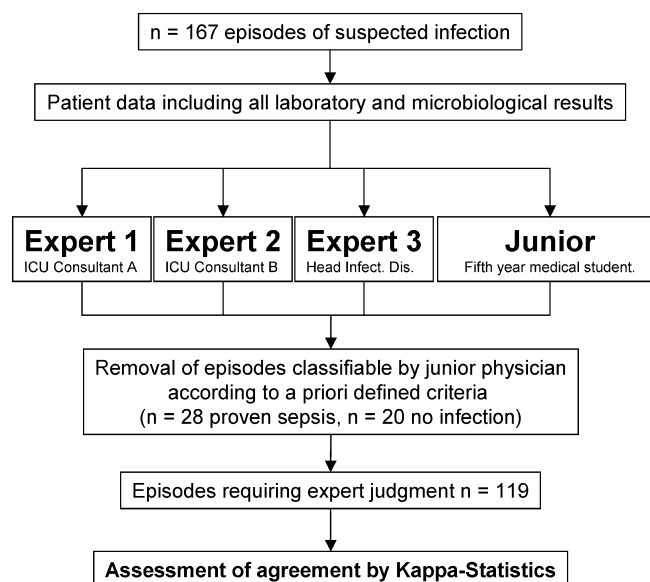 n = 167 episodes of suspected infection
Patient data including all laboratory and microbiological results
Expert 1
ICU Consultant A
Expert 2
ICU Consultant B
Expert 3
Head Infect. Dis.
Junior
Fifth year medical student.
Removal of episodes classifiable by junior physician
according to a priori defined criteria
(n = 28 proven sepsis, n = 20 no infection)
Episodes requiring expert judgment n = 119
Assessment of agreement by Kappa-Statistics